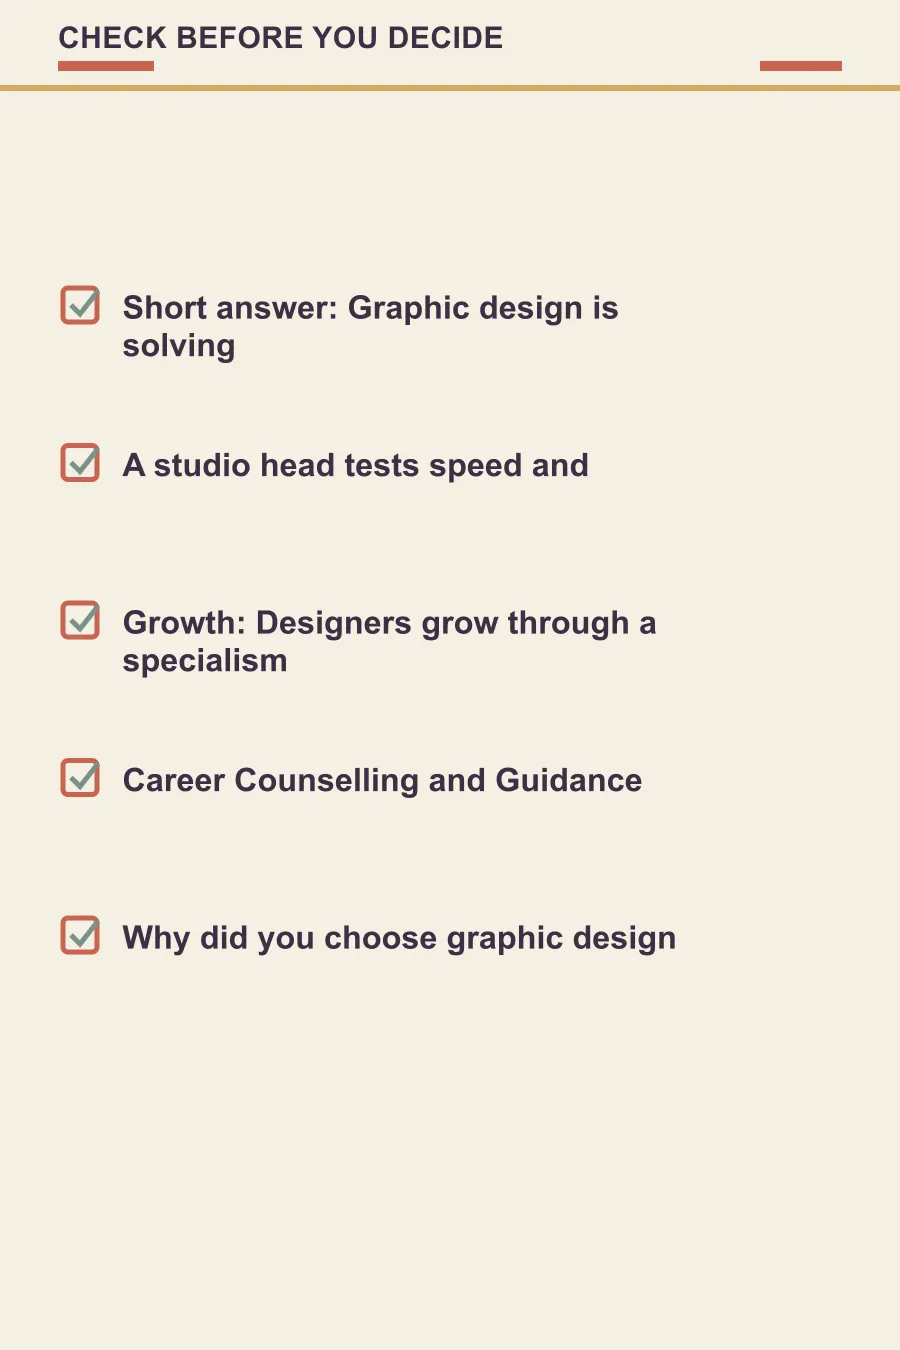 CHECK BEFORE YOU DECIDE
Short answer: Graphic design is
solving
A studio head tests speed and
Growth: Designers grow through a
specialism
Career Counselling and Guidance
Why did you choose graphic design